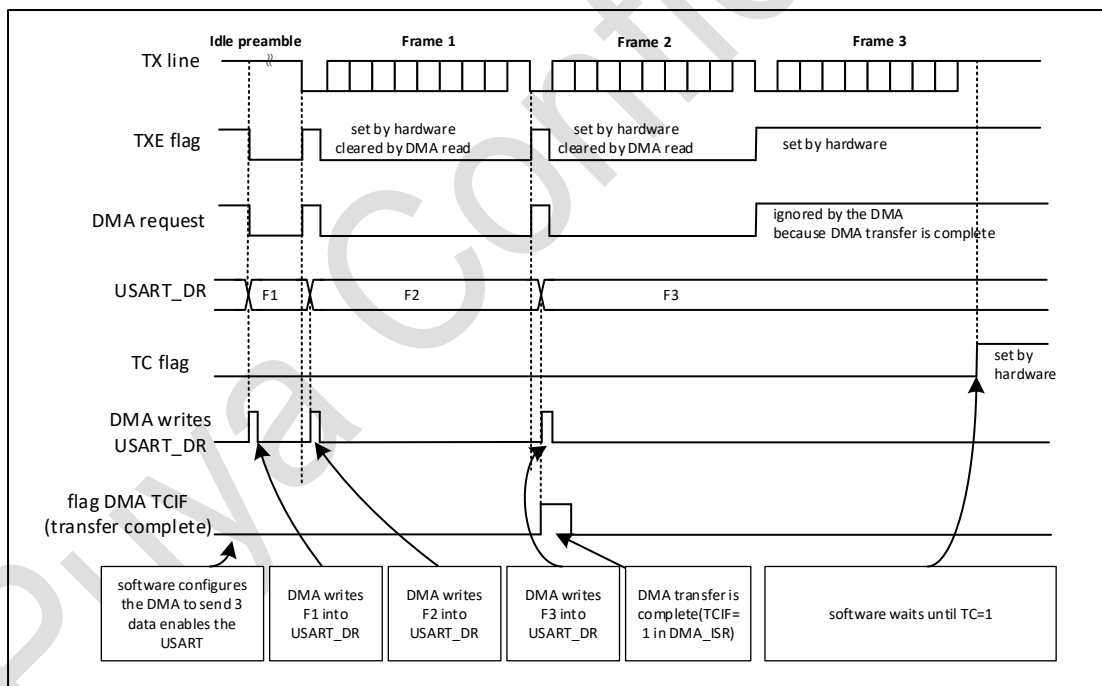 Puya Confi
Idle preamble
Frame 1
Frame 2
Frame 3
TX line
TXE flag
set by hardware
cleared by DMA read
set by hardware
cleared by DMA read
set by hardware
DMA request
ignored by the DMA
because DMA transfer is complete
USART_DR
F1
F2
F3
TC flag
set by
hardware
DMA writes
USART_DR
flag DMA TCIF
(transfer complete)
software configures
the DMA to send 3
data enables the
USART
DMA writes
F1 into
USART_DR
DMA writes
F2 into
USART_DR
DMA writes
F3 into
USART_DR
DMA transfer is
complete(TCIF=
1 in DMA_ISR)
software waits until TC=1